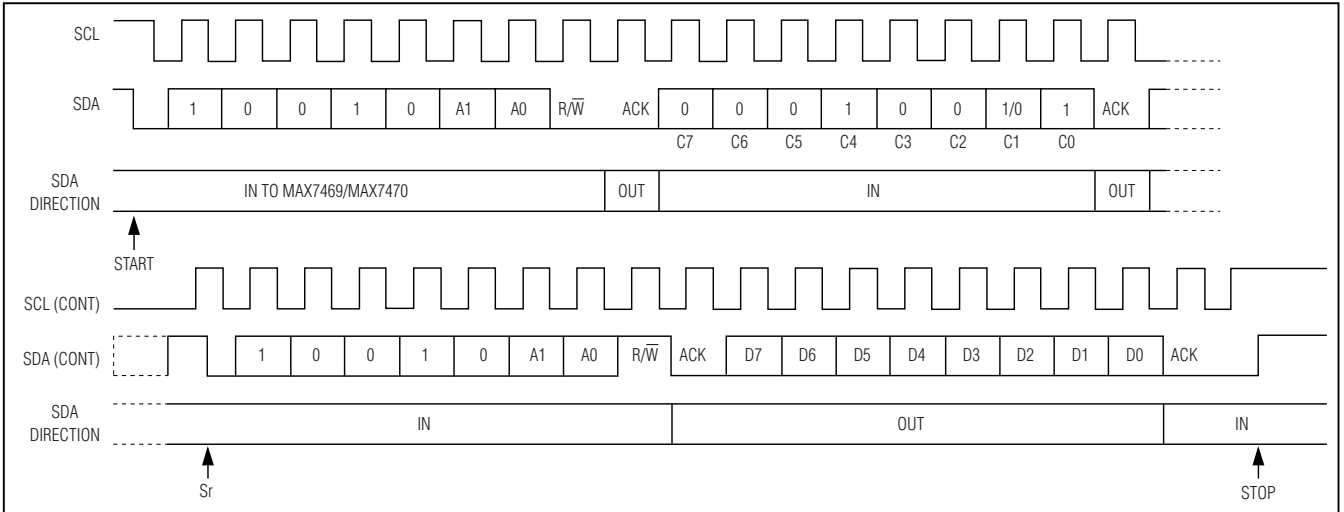 SCL
SDA 1 0 0 1 0 A1 A0 R/W̅ ACK 0 0 0 1 0 0 1/0 1 ACK
C7 C6 C5 C4 C3 C2 C1 C0
SDA
DIRECTION
IN TO MAX7469/MAX7470 OUT IN OUT
START
SCL (CONT)
SDA (CONT) 1 0 0 1 0 A1 A0 R/W̅ ACK D7 D6 D5 D4 D3 D2 D1 D0 ACK
SDA
DIRECTION
IN OUT IN
Sr STOP